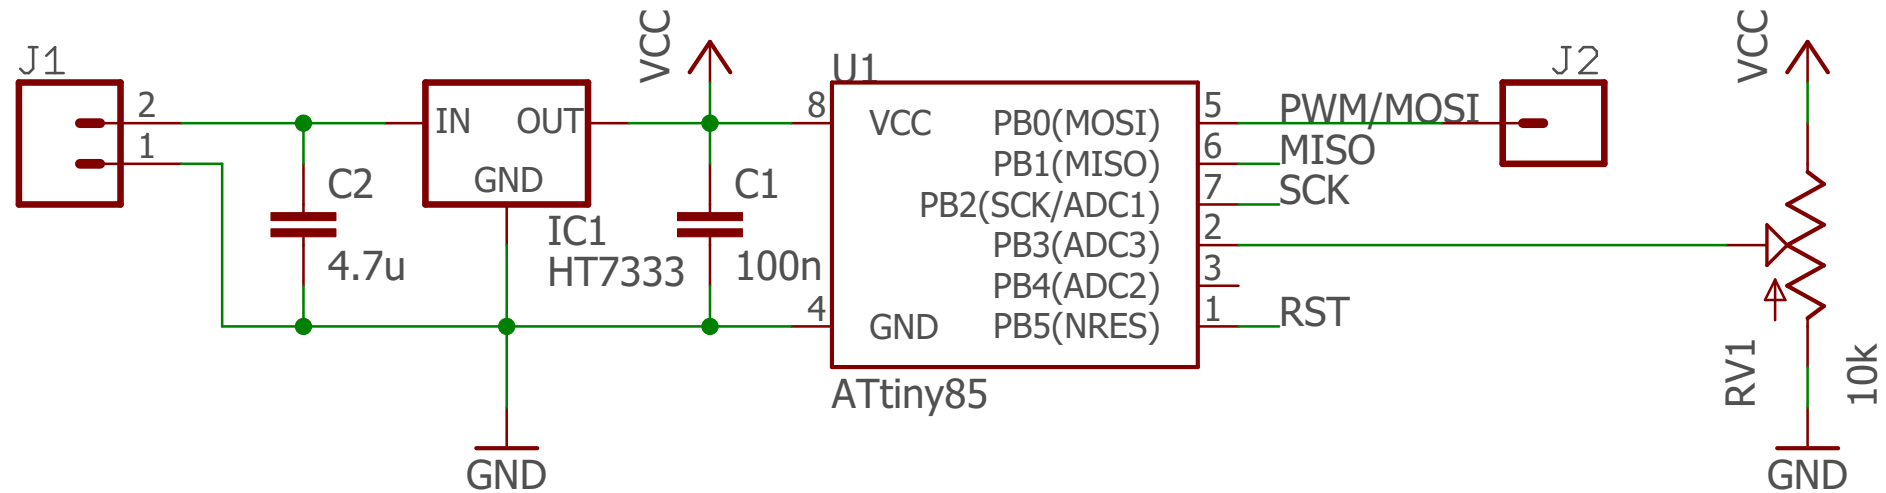 J1
2
1
C2
4.7u
IN OUT
GND
IC1
HT7333
VCC
C1
100n
GND
U1
8 VCC
4 GND
PB0(MOSI) 5 PWM/MOSI
PB1(MISO) 6 MISO
PB2(SCK/ADC1) 7 SCK
PB3(ADC3) 2
PB4(ADC2) 3
PB5(NRES) 1 RST
ATtiny85
J2
VCC
RV1
10k
GND